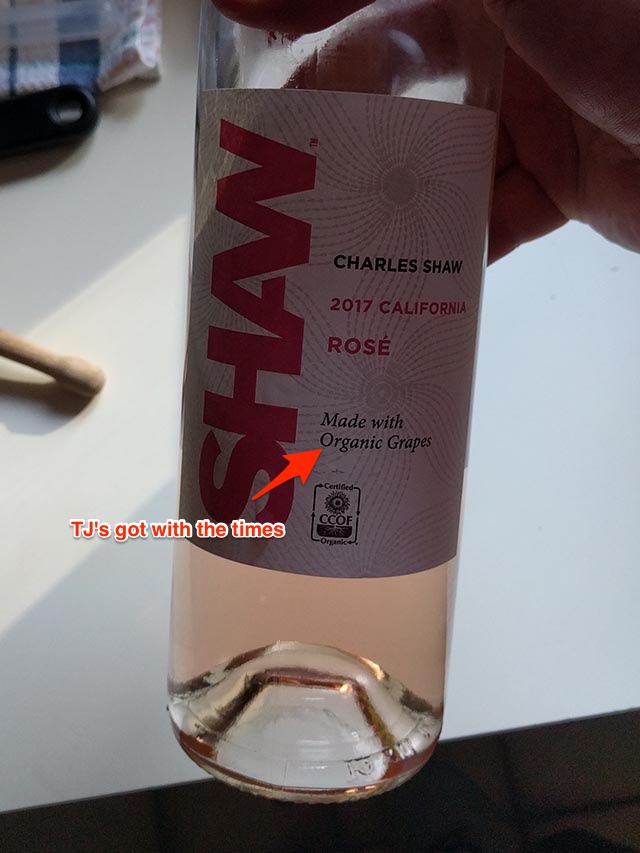 SHAW™
CHARLES SHAW
2017 CALIFORNIA
ROSÉ
Made with
Organic Grapes
Certified
CCOF
Organic
TJ's got with the times